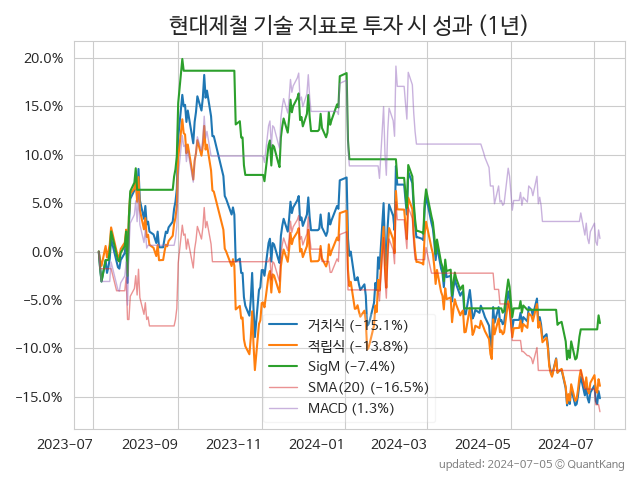 현대제철 기술 지표로 투자 시 성과 (1년)
20.0%
15.0%
10.0%
5.0%
0.0%
−5.0%
−10.0%
−15.0%
거치식 (−15.1%)
적립식 (−13.8%)
SigM (−7.4%)
SMA(20) (−16.5%)
MACD (1.3%)
2023-07 2023-09 2023-11 2024-01 2024-03 2024-05 2024-07
updated: 2024-07-05 © QuantKang